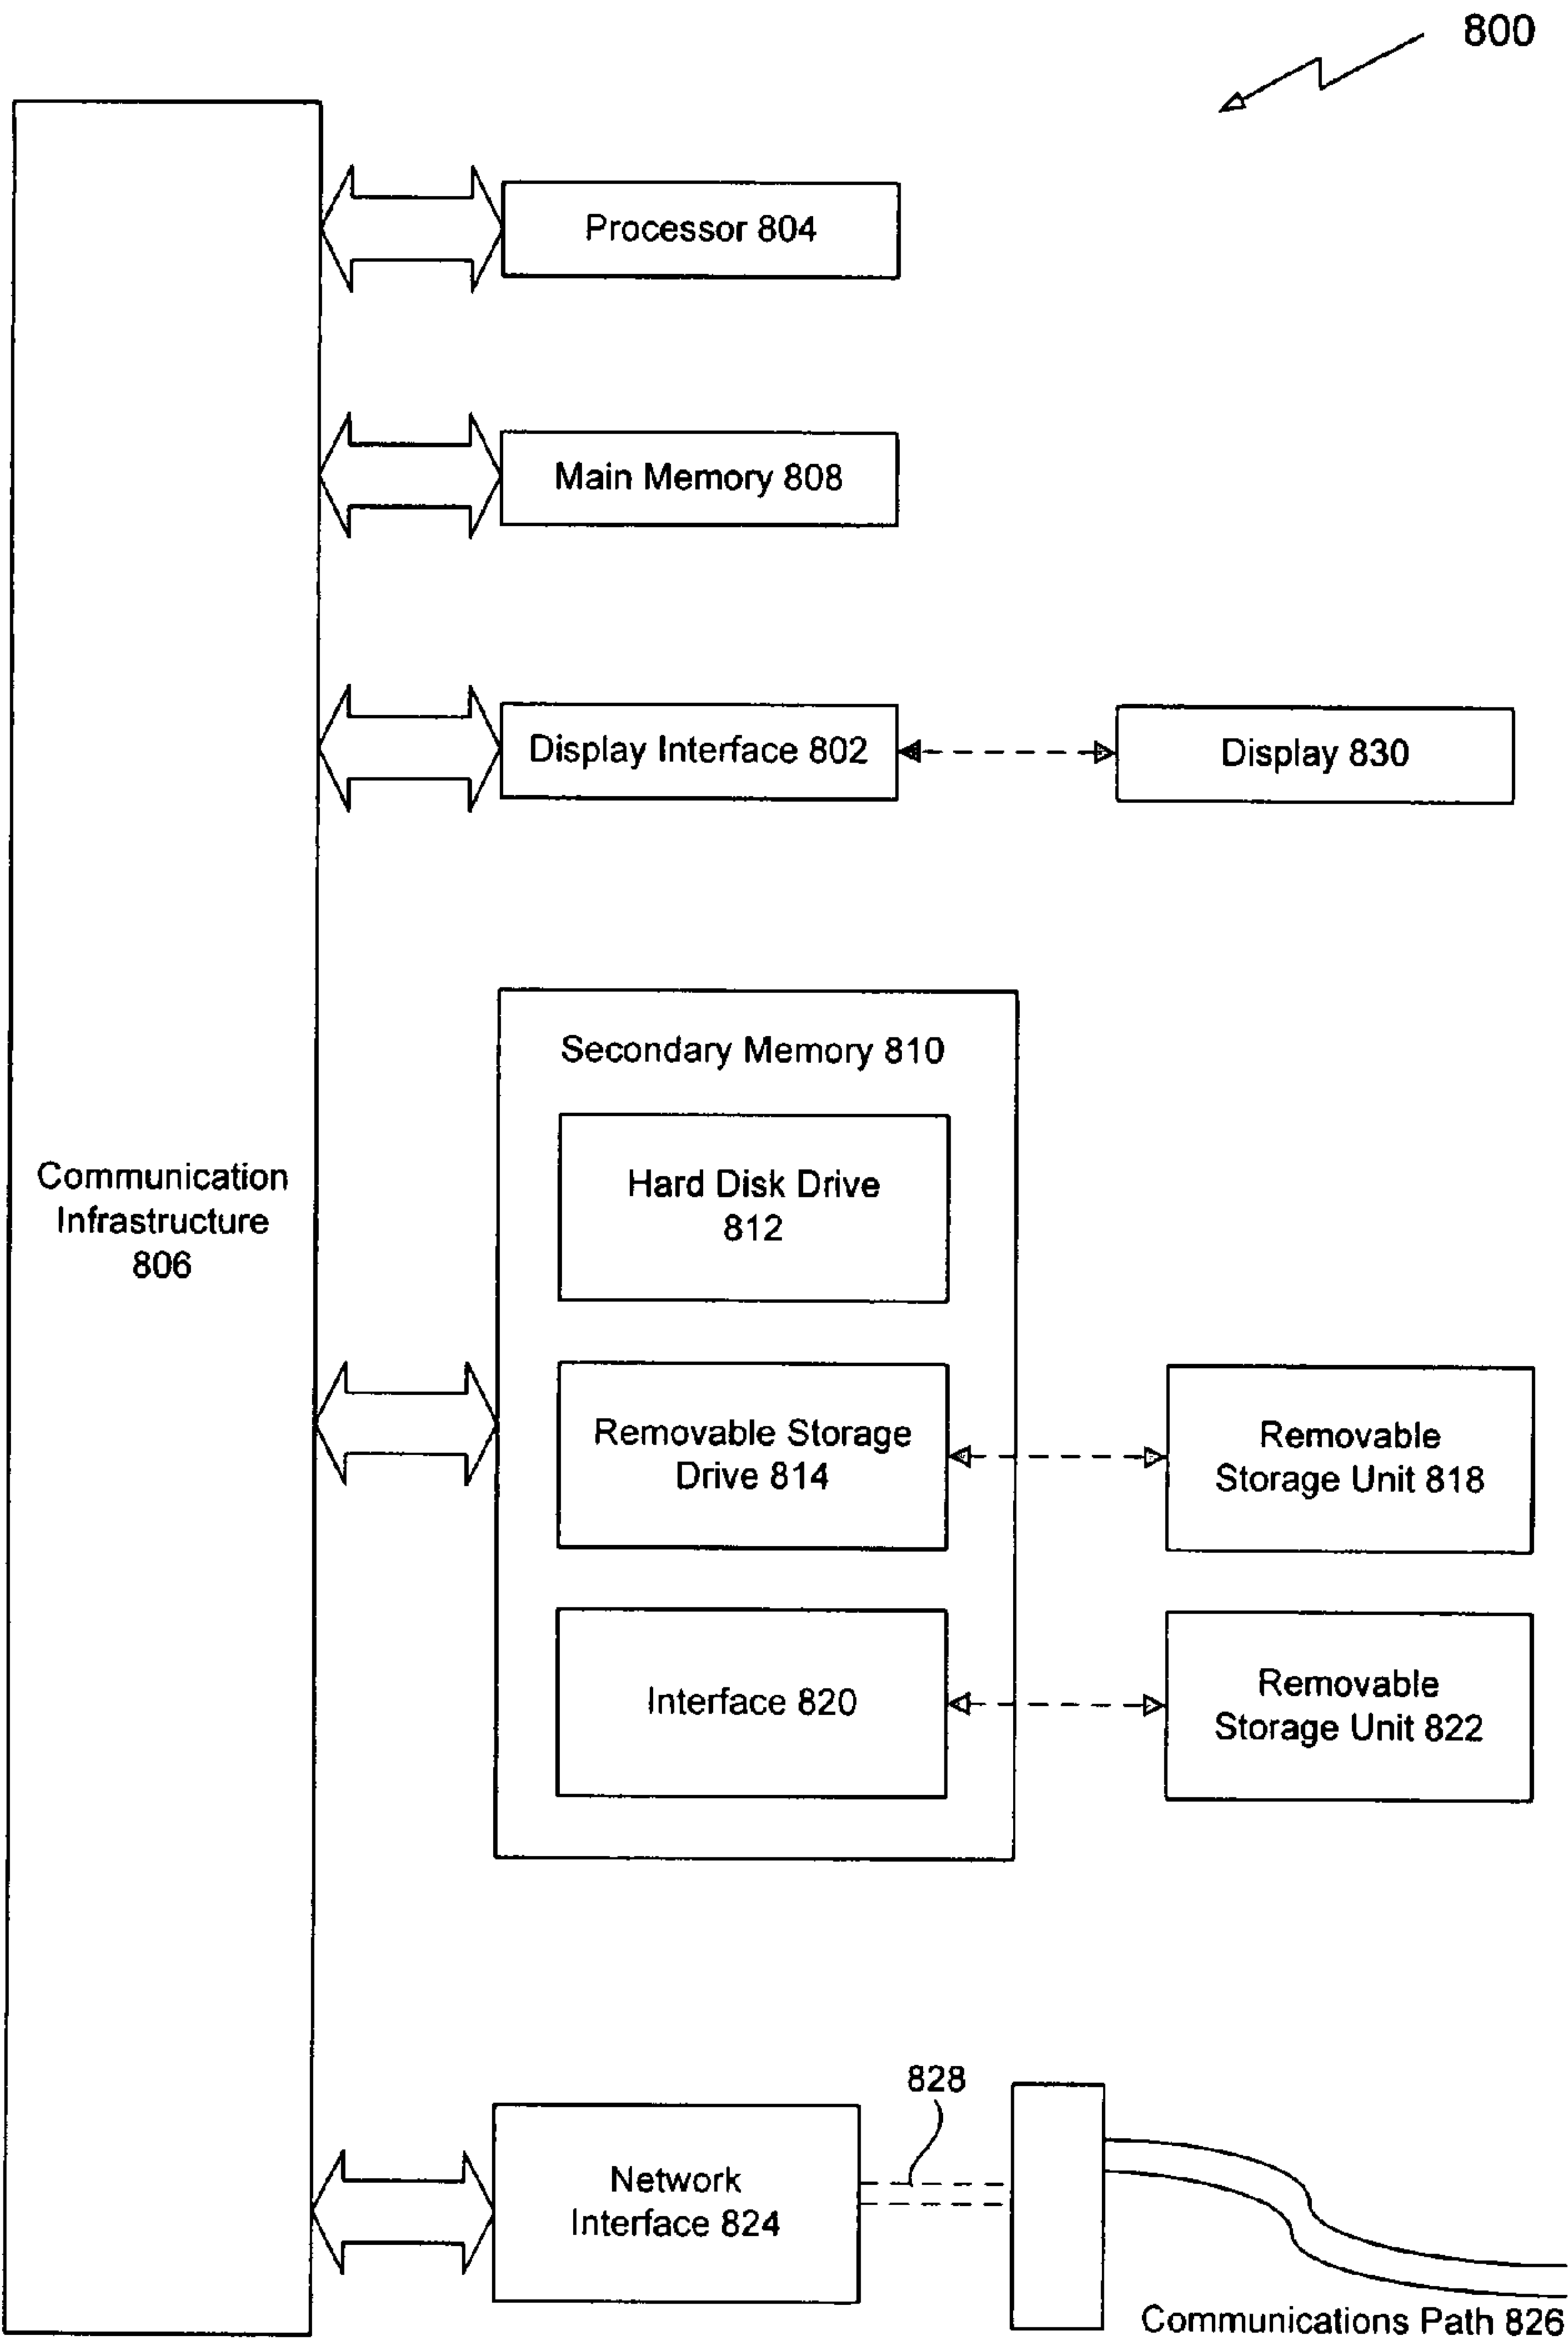 800
Processor 804
Main Memory 808
Display Interface 802
Display 830
Secondary Memory 810
Hard Disk Drive
812
Communication
Infrastructure
806
Removable Storage
Drive 814
Removable
Storage Unit 818
Interface 820
Removable
Storage Unit 822
828
Network
Interface 824
Communications Path 826